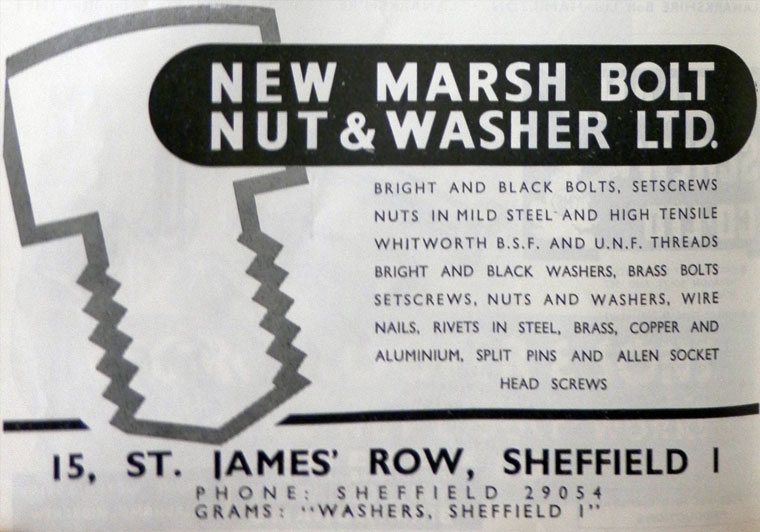 NEW MARSH BOLT
NUT & WASHER LTD.
BRIGHT AND BLACK BOLTS, SETSCREWS
NUTS IN MILD STEEL AND HIGH TENSILE
WHITWORTH B.S.F. AND U.N.F. THREADS
BRIGHT AND BLACK WASHERS, BRASS BOLTS
SETSCREWS, NUTS AND WASHERS, WIRE
NAILS, RIVETS IN STEEL, BRASS, COPPER AND
ALUMINIUM, SPLIT PINS AND ALLEN SOCKET
HEAD SCREWS
15, ST. JAMES' ROW, SHEFFIELD 1
PHONE: SHEFFIELD 29054
GRAMS: "WASHERS, SHEFFIELD 1"